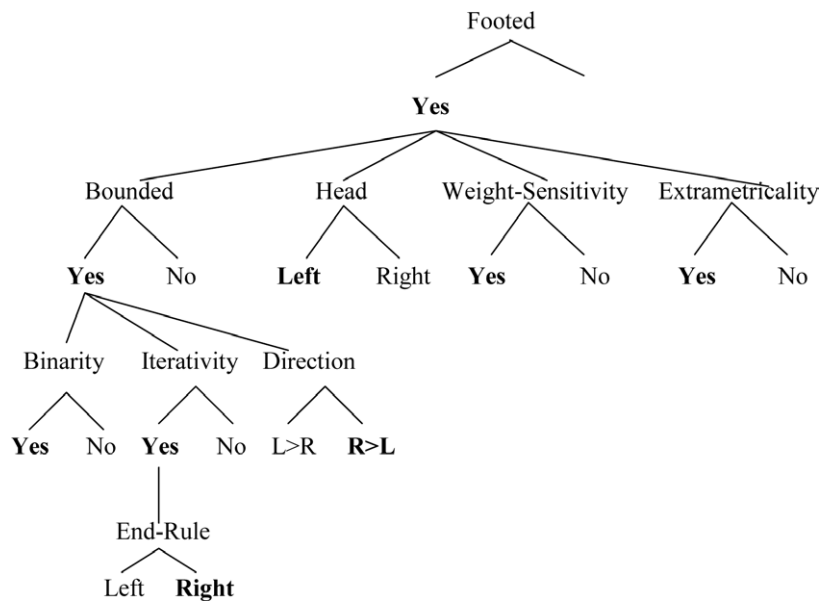 Footed
Yes
Bounded Head Weight-Sensitivity Extrametricality
Yes No Left Right Yes No Yes No
Binarity Iterativity Direction
Yes No Yes No L>R R>L
End-Rule
Left Right